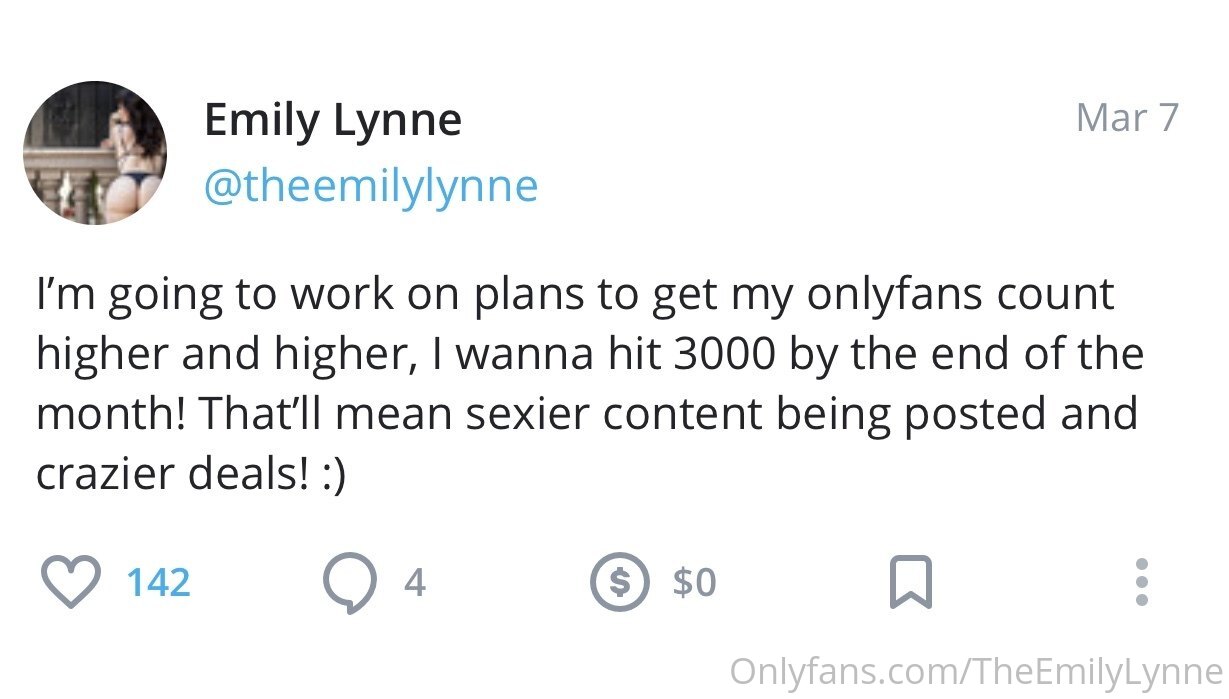 Emily Lynne
Mar 7
@theemilylynne
I’m going to work on plans to get my onlyfans count
higher and higher, I wanna hit 3000 by the end of the
month! That’ll mean sexier content being posted and
crazier deals! :)
142
4
$0
Onlyfans.com/TheEmilyLynne